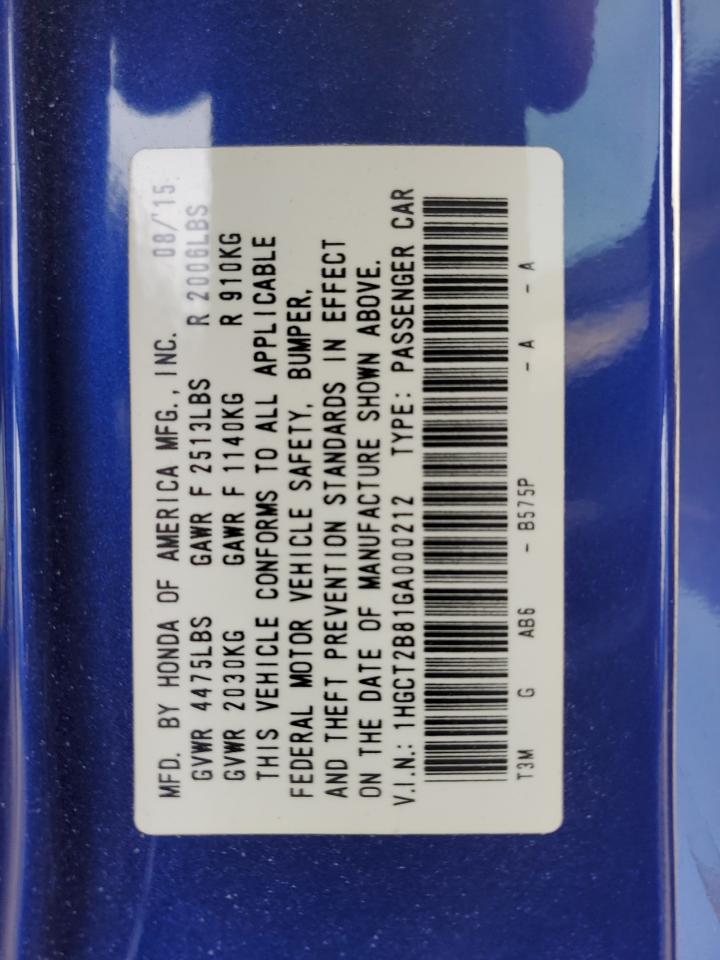 MFD. BY HONDA OF AMERICA MFG., INC. 08/'15
GVWR 4475LBS GAWR F 2513LBS R 2006LBS
GVWR 2030KG GAWR F 1140KG R 910KG
THIS VEHICLE CONFORMS TO ALL APPLICABLE
FEDERAL MOTOR VEHICLE SAFETY, BUMPER,
AND THEFT PREVENTION STANDARDS IN EFFECT
ON THE DATE OF MANUFACTURE SHOWN ABOVE.
V.I.N.: 1HGCT2B81GA000212 TYPE: PASSENGER CAR
T3M G AB6 - B575P - A - A